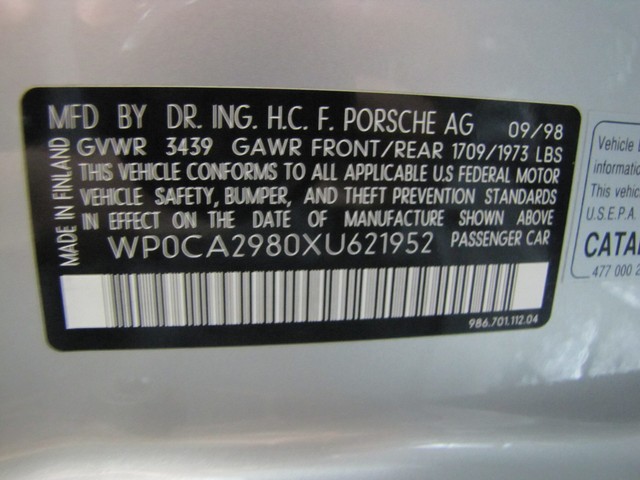 MFD BY DR. ING. H.C. F. PORSCHE AG 09/98
GVWR 3439 GAWR FRONT/REAR 1709/1973 LBS
THIS VEHICLE CONFORMS TO ALL APPLICABLE U.S FEDERAL MOTOR
VEHICLE SAFETY, BUMPER, AND THEFT PREVENTION STANDARDS
IN EFFECT ON THE DATE OF MANUFACTURE SHOWN ABOVE
WP0CA2980XU621952 PASSENGER CAR
986.701.112.04
MADE IN FINLAND
Vehicle
information
This vehic
U.S.E.P.A.
CATA
477 000 2